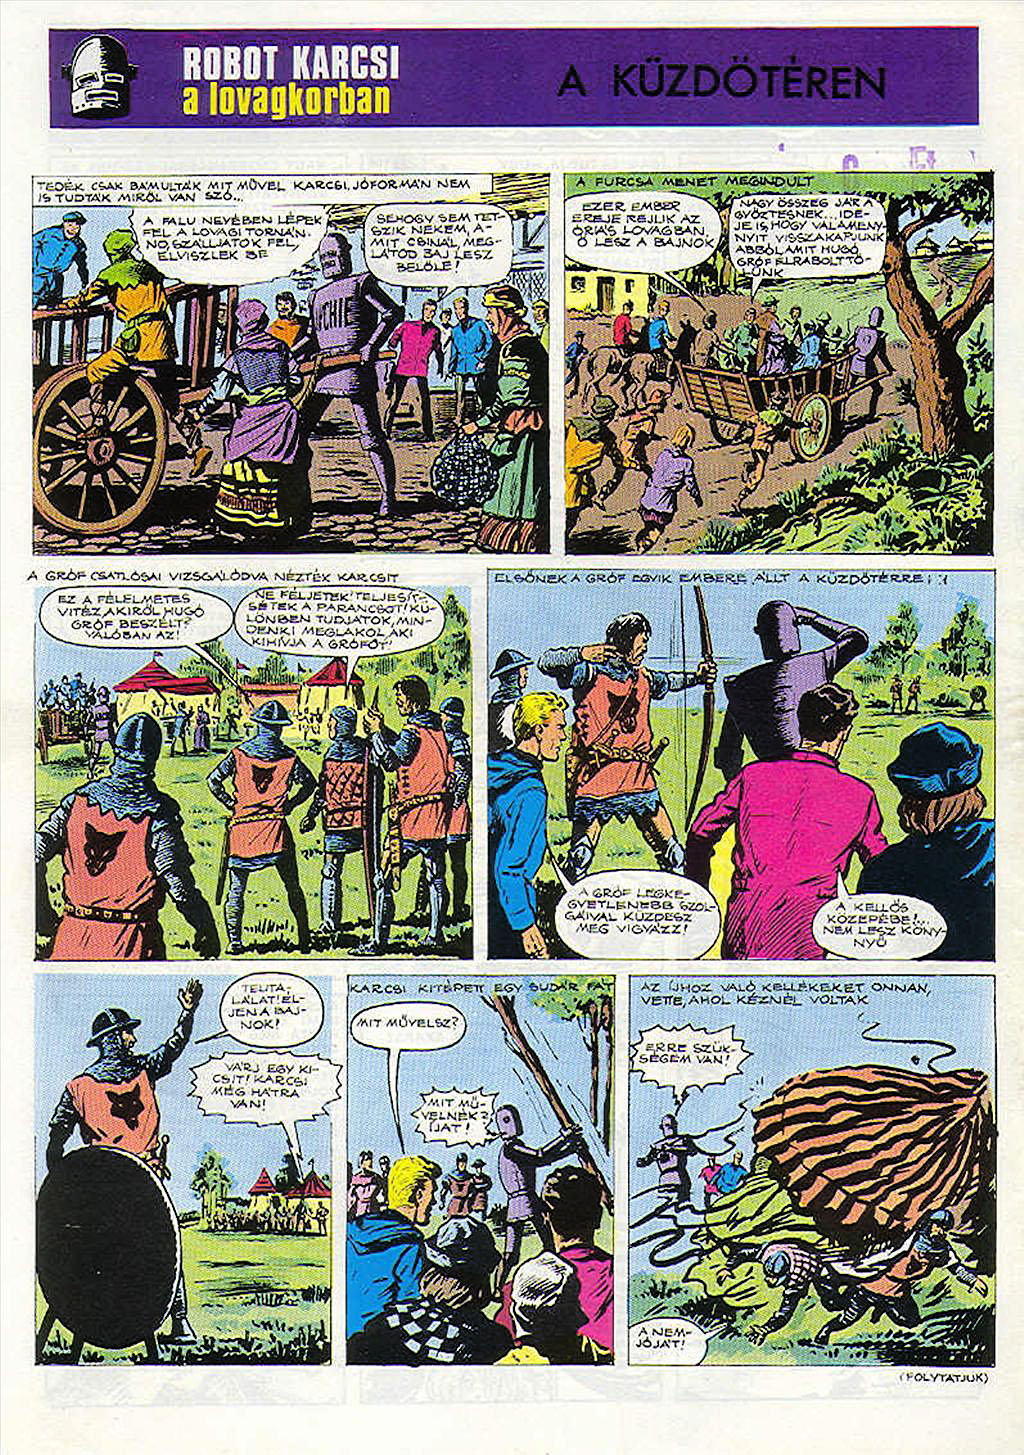 ROBOT KARCSI
a lovagkorban
A KÜZDŐTÉREN
TEDÉK CSAK BÁMULTÁK MIT MŰVEL KARCSI, JÓFORMÁN NEM
IS TUDTÁK MIRŐL VAN SZÓ...
A FALU NEVÉBEN LÉPEK
FEL A LOVAGI TORNÁN.
NO, SZÁLLJATOK FEL,
ELVISZLEK BE
SEHOGY SEM TET-
SZIK NEKEM, A-
MIT CSINÁL, MEG-
LÁTOD BAJ LESZ
BELŐLE!
CHIE
A FURCSA MENET MEGINDULT
EZER EMBER
EREJE REJLIK AZ
ÓRIÁS LOVAGBAN.
Ő LESZ A BAJNOK
NAGY ÖSSZEG JÁR A
GYŐZTESNEK... IDE-
JE IS, HOGY VALAMENY-
NYIT VISSZAKAPJUNK
ABBÓL, AMIT HUGÓ
GRÓF ELRABOLT TŐ-
LÜNK
A GRÓF CSATLÓSAI VIZSGÁLÓDVA NÉZTÉK KARCSIT
EZ A FÉLELMETES
VITÉZ, AKIRŐL HUGÓ
GRÓF BESZÉLT?
VALÓBAN AZ!
NE FÉLJETEK! TELJESÍT-
SÉTEK A PARANCSOT! KÜ-
LÖNBEN TUDJÁTOK, MIN-
DENKI MEGLAKOL, AKI
KIHÍVJA A GRÓFOT!
ELSŐNEK A GRÓF EGYIK EMBERE ÁLLT A KÜZDŐTÉRRE!
A GRÓF LEGKE-
GYETLENEBB SZOL-
GÁIVAL KÜZDESZ
MEG VIGYÁZZ!
A KELLŐS
KÖZEPÉBE!...
NEM LESZ KÖNY-
NYŰ
TELITA-
LÁLAT! ÉL-
JEN A BAJ-
NOK!
VÁRJ EGY KI-
CSIT! KARCSI
MÉG HÁTRA
VAN!
KARCSI KITÉPETT EGY SUDÁR FÁT
MIT MŰVELSZ?
MIT MŰ-
VELNÉK?
ÍJAT!
AZ ÍJHOZ VALÓ KELLÉKEKET ONNAN,
VETTE, AHOL KÉZNÉL VOLTAK
ERRE SZÜK-
SÉGEM VAN!
A NEM-
JÓJÁT!
(FOLYTATJUK)